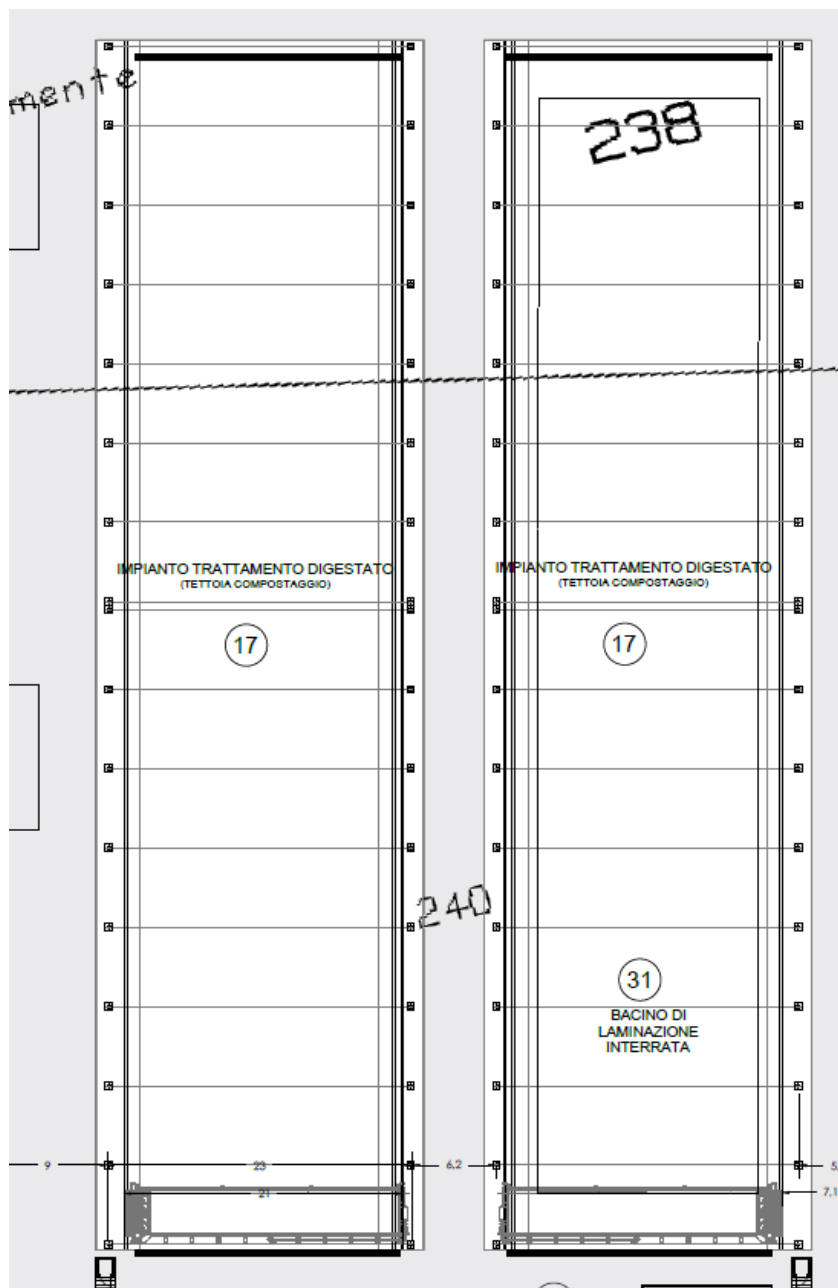 mente
238
IMPIANTO TRATTAMENTO DIGESTATO
(TETTOIA COMPOSTAGGIO)
17
IMPIANTO TRATTAMENTO DIGESTATO
(TETTOIA COMPOSTAGGIO)
17
240
31
BACINO DI
LAMINAZIONE
INTERRATA
9
23
6,2
5,
21
7,1